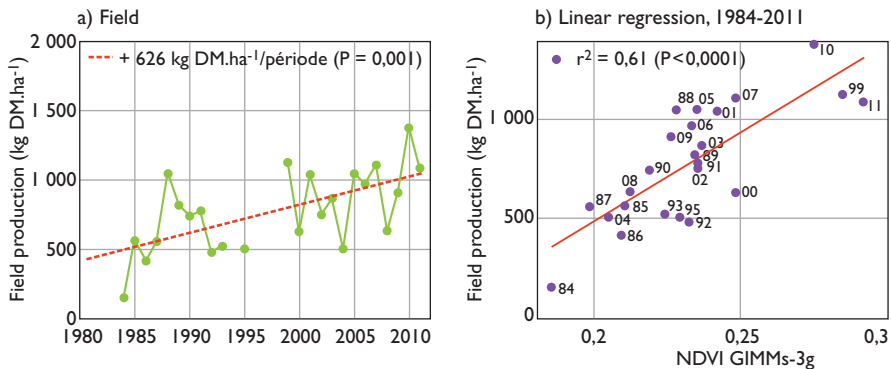 a) Field
+ 626 kg DM.ha⁻¹/période (P = 0,001)
Field production (kg DM.ha⁻¹)
2 000
1 500
1 000
500
0
1980 1985 1990 1995 2000 2005 2010
b) Linear regression, 1984-2011
r² = 0,61 (P<0,0001)
Field production (kg DM.ha⁻¹)
1 000
500
0
10
99
11
88 05 07
01
06
09 03
89
91
90 02
08 00
87 85 93 95
04 92
86
84
0,2 0,25 0,3
NDVI GIMMs-3g